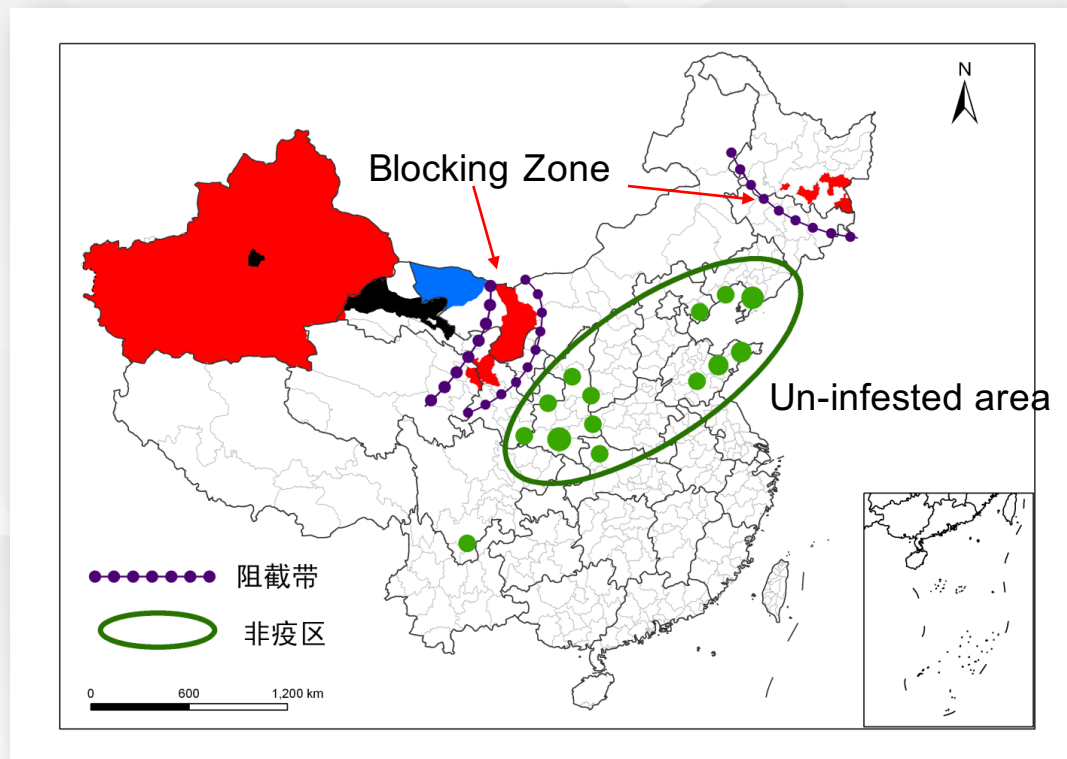 N
Blocking Zone
Un-infested area
阻截带
非疫区
0 600 1,200 km